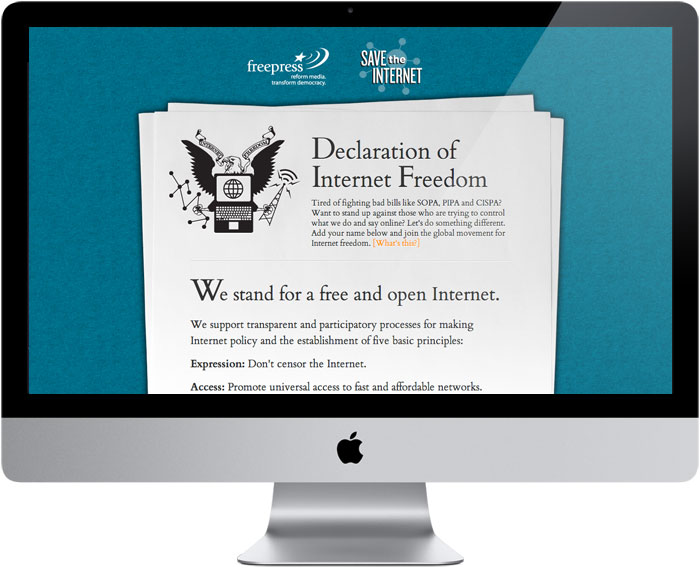 freepress
reform media.
transform democracy.
SAVE the
INTERNET
INTERNET FREEDOM
Declaration of
Internet Freedom
Tired of fighting bad bills like SOPA, PIPA and CISPA?
Want to stand up against those who are trying to control
what we do and say online? Let's do something different.
Add your name below and join the global movement for
Internet freedom. [What's this?]
We stand for a free and open Internet.
We support transparent and participatory processes for making
Internet policy and the establishment of five basic principles:
Expression: Don't censor the Internet.
Access: Promote universal access to fast and affordable networks.